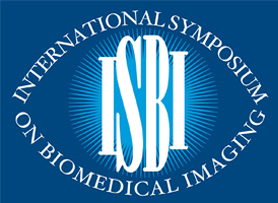 INTERNATIONAL SYMPOSIUM
ISBI
ON BIOMEDICAL IMAGING